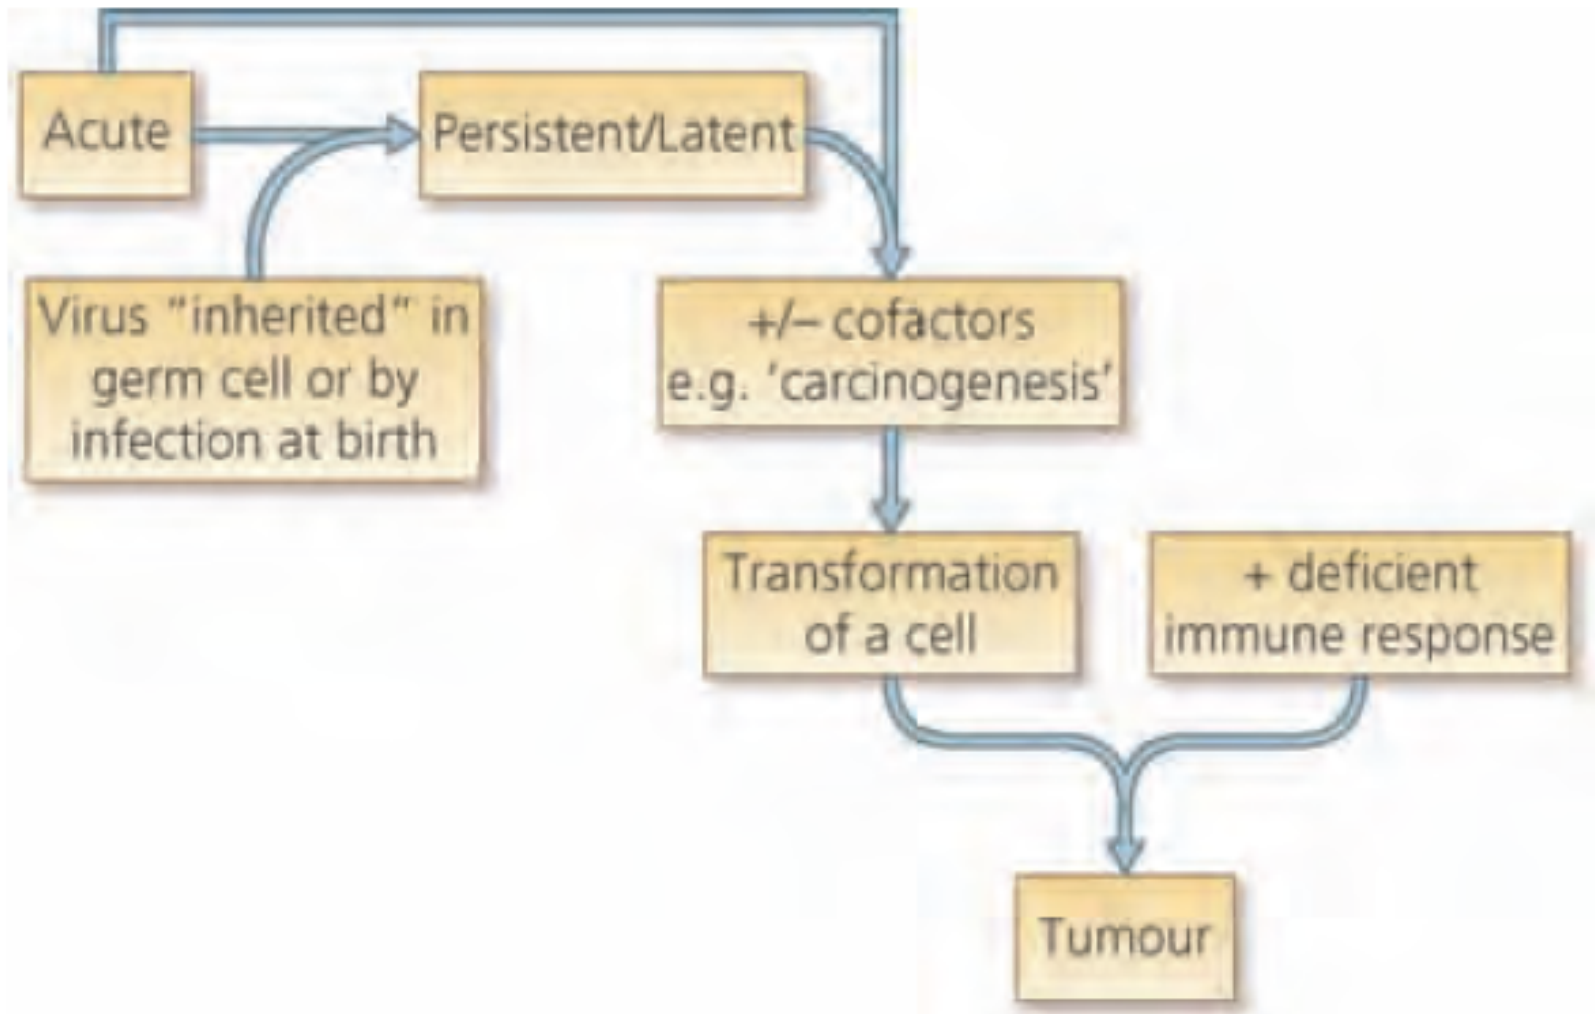 Acute
Persistent/Latent
Virus “inherited“ in
germ cell or by
infection at birth
+/– cofactors
e.g. ‘carcinogenesis’
Transformation
of a cell
+ deficient
immune response
Tumour